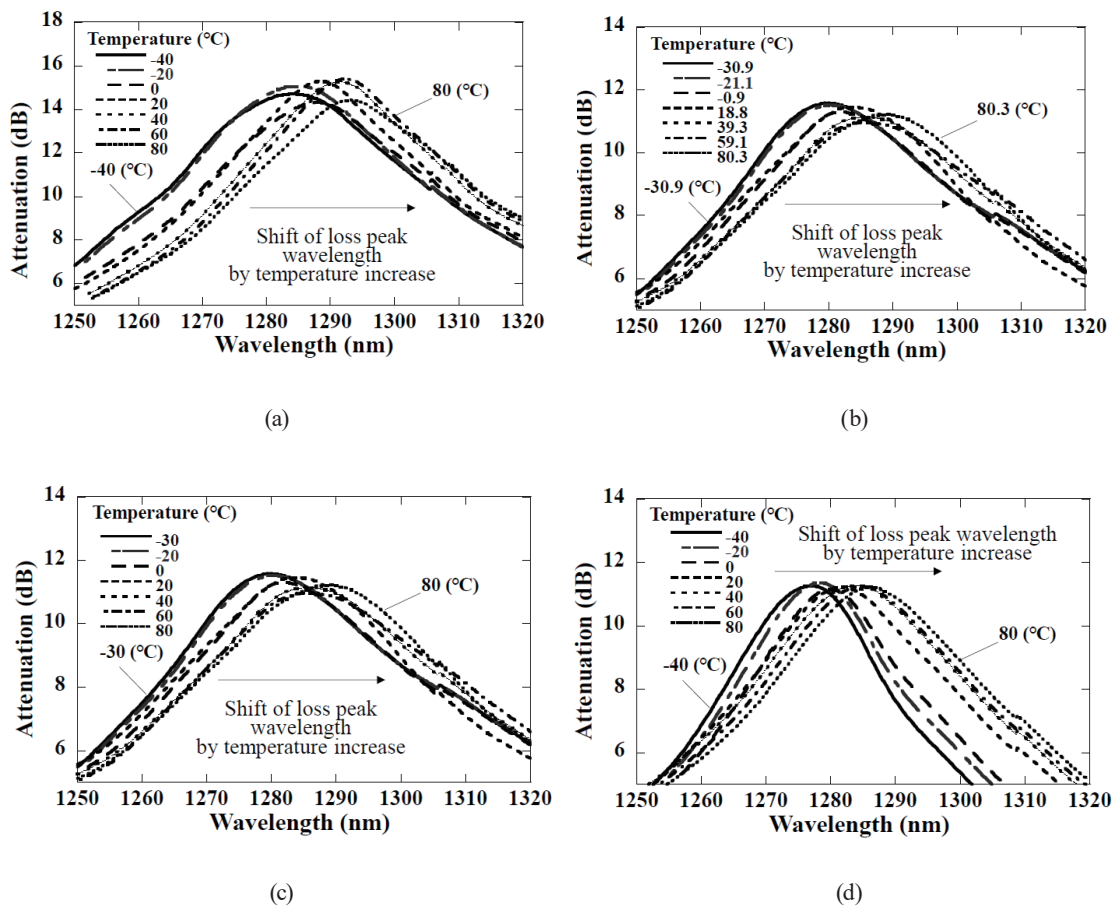 18
16
14
12
10
8
6
Attenuation (dB)
Temperature (°C)
-40
-20
0
20
40
60
80
80 (°C)
-40 (°C)
Shift of loss peak
wavelength
by temperature increase
1250 1260 1270 1280 1290 1300 1310 1320
Wavelength (nm)
(a)
14
12
10
8
6
Attenuation (dB)
Temperature (°C)
-30.9
-21.1
-0.9
18.8
39.3
59.1
80.3
80.3 (°C)
-30.9 (°C)
Shift of loss peak
wavelength
by temperature increase
1250 1260 1270 1280 1290 1300 1310 1320
Wavelength (nm)
(b)
14
12
10
8
6
Attenuation (dB)
Temperature (°C)
-30
-20
0
20
40
60
80
80 (°C)
-30 (°C)
Shift of loss peak
wavelength
by temperature increase
1250 1260 1270 1280 1290 1300 1310 1320
Wavelength (nm)
(c)
14
12
10
8
6
Attenuation (dB)
Temperature (°C)
-40
-20
0
20
40
60
80
Shift of loss peak wavelength
by temperature increase
80 (°C)
-40 (°C)
1250 1260 1270 1280 1290 1300 1310 1320
Wavelength (nm)
(d)